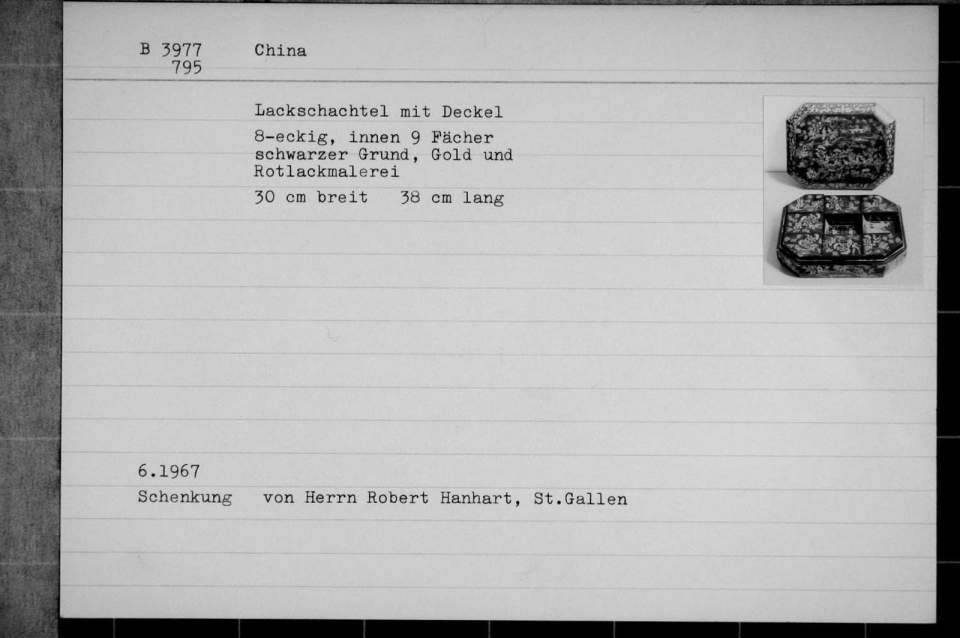 B 3977 China
795
Lackschachtel mit Deckel
8-eckig, innen 9 Fächer
schwarzer Grund, Gold und
Rotlackmalerei
30 cm breit 38 cm lang
6.1967
Schenkung von Herrn Robert Hanhart, St.Gallen